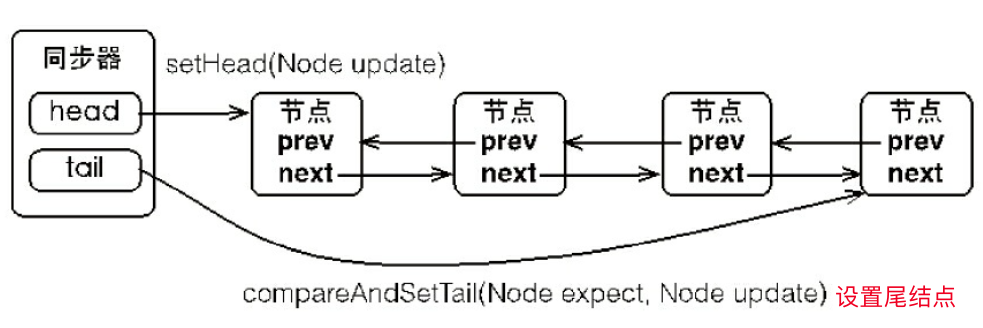 同步器
head
tail
setHead(Node update)
节点
prev
next
节点
prev
next
节点
prev
next
节点
prev
next
compareAndSetTail(Node expect, Node update) 设置尾结点